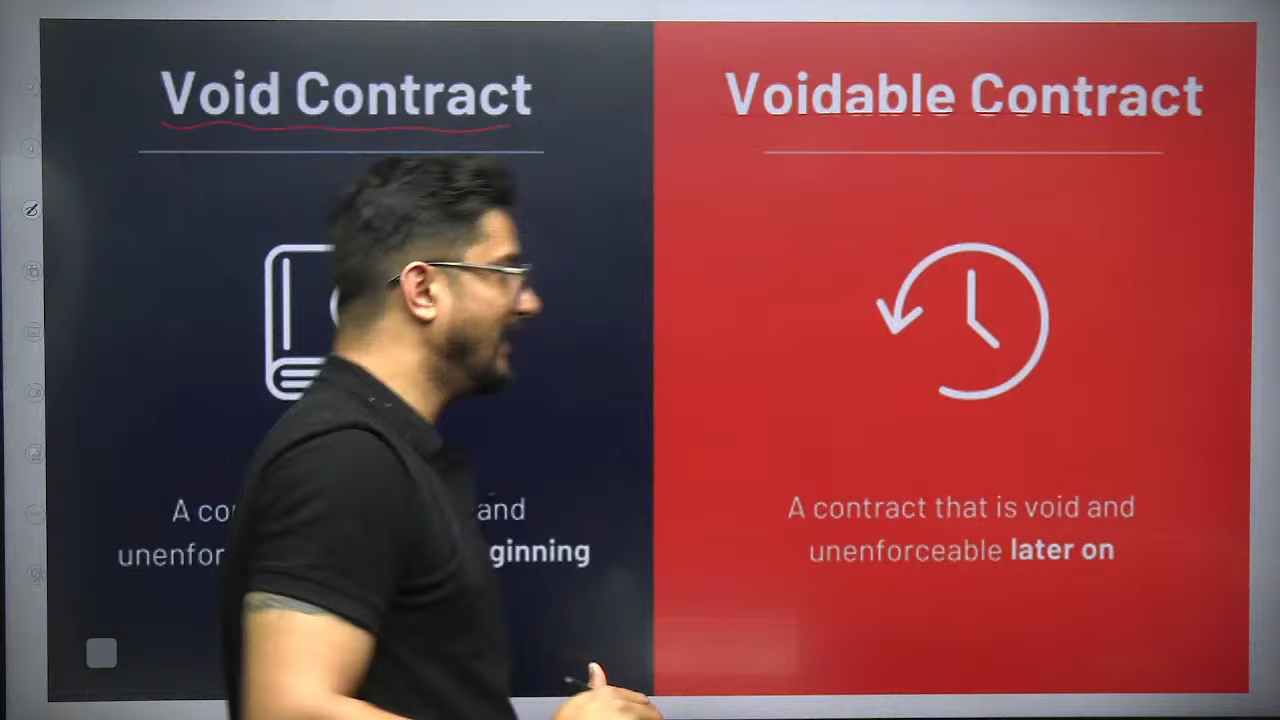 Void Contract
A co and
unenfor ginning
Voidable Contract
A contract that is void and
unenforceable later on